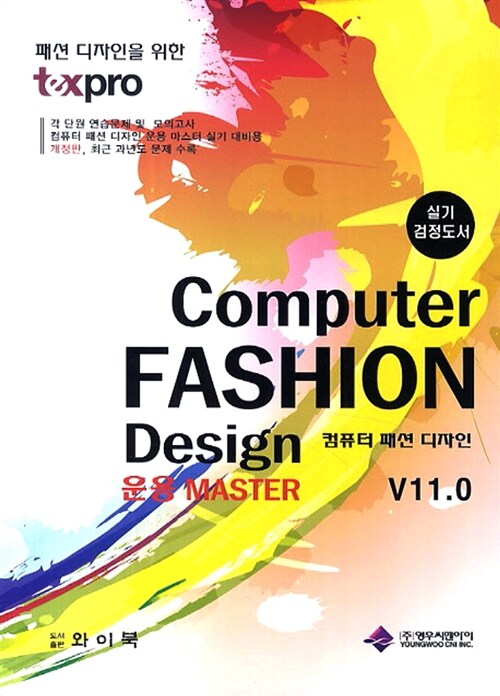 패션 디자인을 위한
texpro
각 단원 연습문제 및 모의고사
컴퓨터 패션 디자인 운용 마스터 실기 대비용
개정판, 최근 과년도 문제 수록
실기
검정도서
Computer
FASHION
Design 컴퓨터 패션 디자인
운용 MASTER V11.0
도서출판 와이북
(주)영우씨앤아이
YOUNGWOO CNI INC.